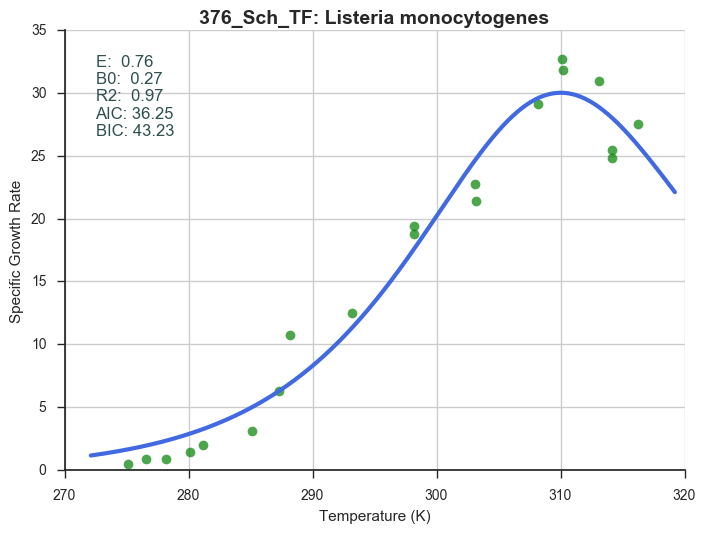 376_Sch_TF: Listeria monocytogenes
E:  0.76
B0:  0.27
R2:  0.97
AIC: 36.25
BIC: 43.23
Specific Growth Rate
35
30
25
20
15
10
5
0
270 280 290 300 310 320
Temperature (K)